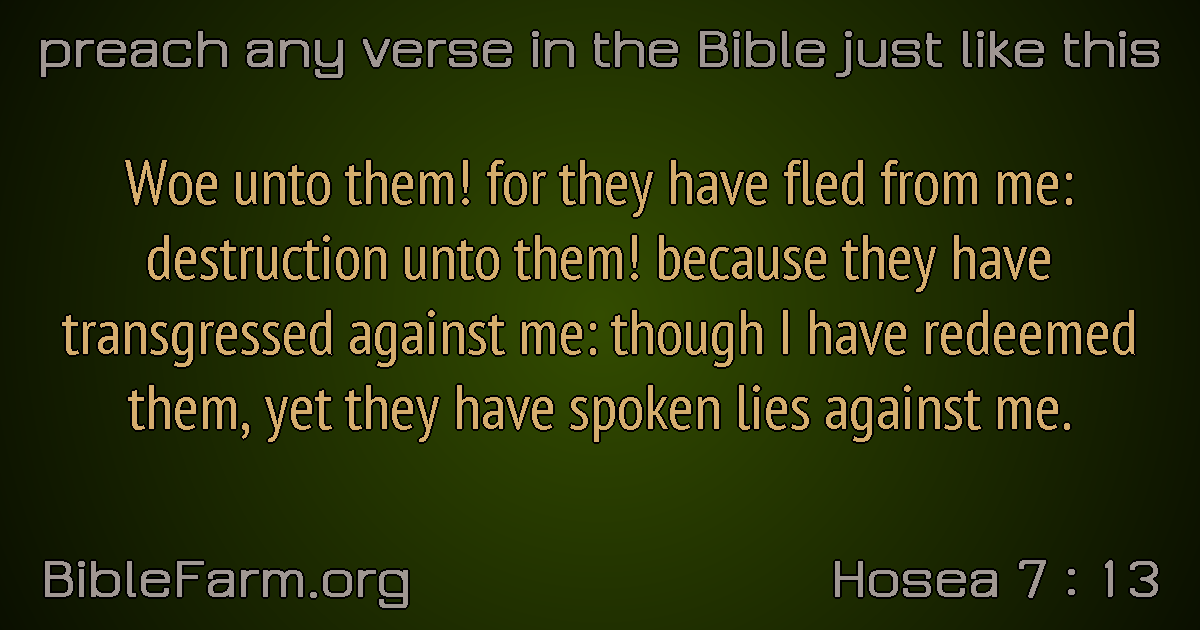 preach any verse in the Bible just like this
Woe unto them! for they have fled from me:
destruction unto them! because they have
transgressed against me: though I have redeemed
them, yet they have spoken lies against me.
BibleFarm.org
Hosea 7 : 13